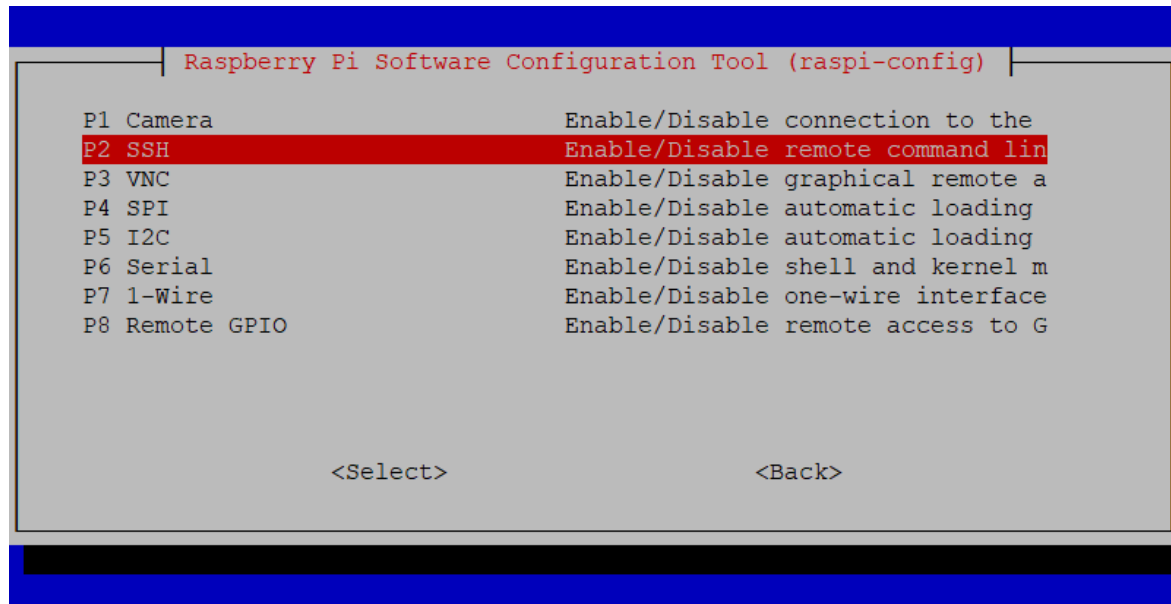 Raspberry Pi Software Configuration Tool (raspi-config)
P1 Camera Enable/Disable connection to the
P2 SSH Enable/Disable remote command lin
P3 VNC Enable/Disable graphical remote a
P4 SPI Enable/Disable automatic loading
P5 I2C Enable/Disable automatic loading
P6 Serial Enable/Disable shell and kernel m
P7 1-Wire Enable/Disable one-wire interface
P8 Remote GPIO Enable/Disable remote access to G
<Select> <Back>